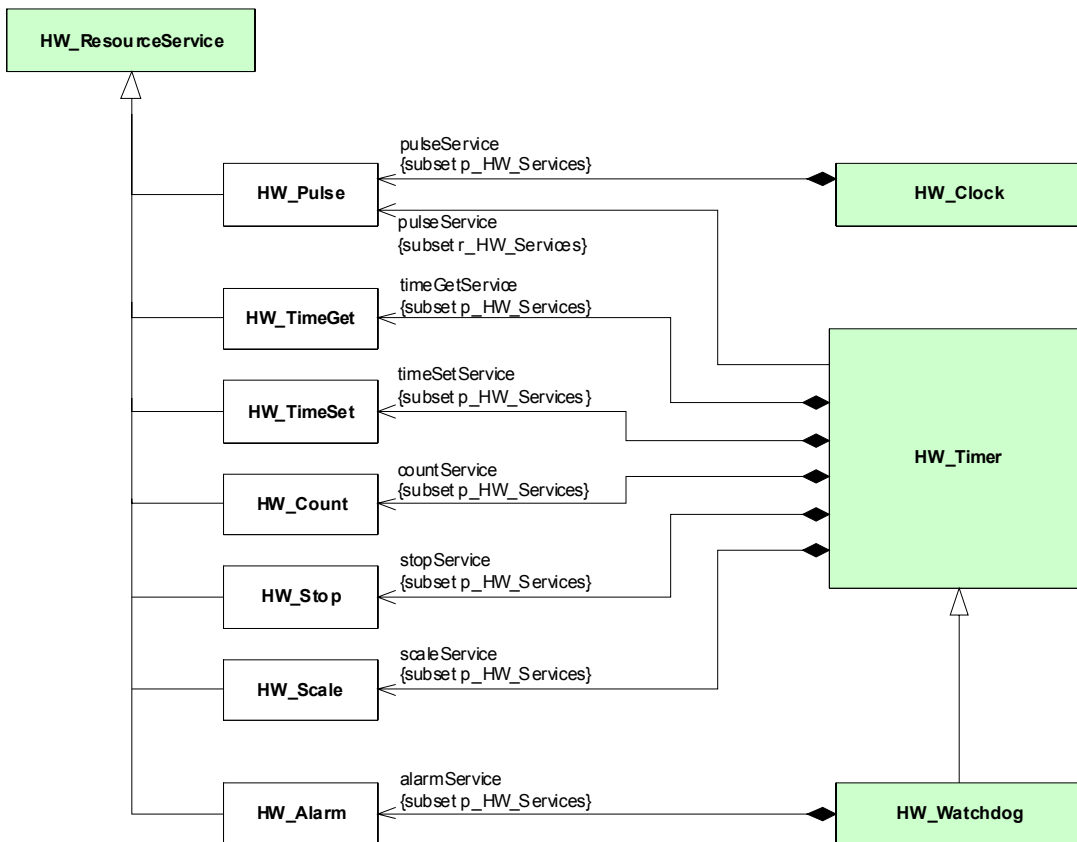 HW_ResourceService
pulseService
{subset p_HW_Services}
HW_Pulse
HW_Clock
pulseService
{subset r_HW_Services}
timeGetService
{subset p_HW_Services}
HW_TimeGet
timeSetService
{subset p_HW_Services}
HW_TimeSet
HW_Timer
countService
{subset p_HW_Services}
HW_Count
stopService
{subset p_HW_Services}
HW_Stop
scaleService
{subset p_HW_Services}
HW_Scale
alarmService
{subset p_HW_Services}
HW_Alarm
HW_Watchdog